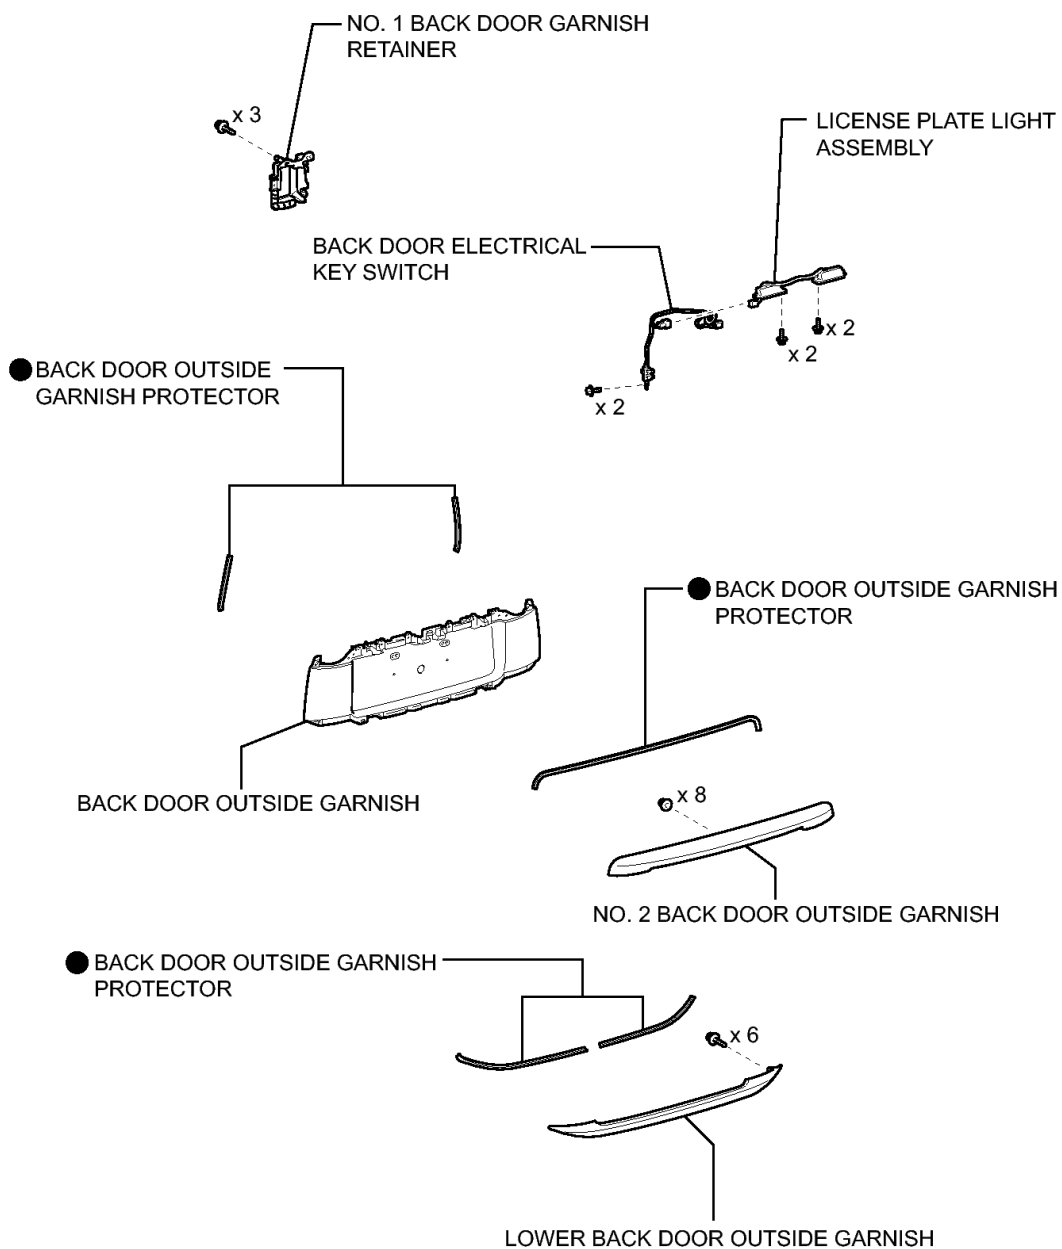 NO. 1 BACK DOOR GARNISH
RETAINER
x 3
LICENSE PLATE LIGHT
ASSEMBLY
BACK DOOR ELECTRICAL
KEY SWITCH
x 2
x 2
x 2
BACK DOOR OUTSIDE
GARNISH PROTECTOR
BACK DOOR OUTSIDE GARNISH
PROTECTOR
BACK DOOR OUTSIDE GARNISH
x 8
NO. 2 BACK DOOR OUTSIDE GARNISH
BACK DOOR OUTSIDE GARNISH
PROTECTOR
x 6
LOWER BACK DOOR OUTSIDE GARNISH